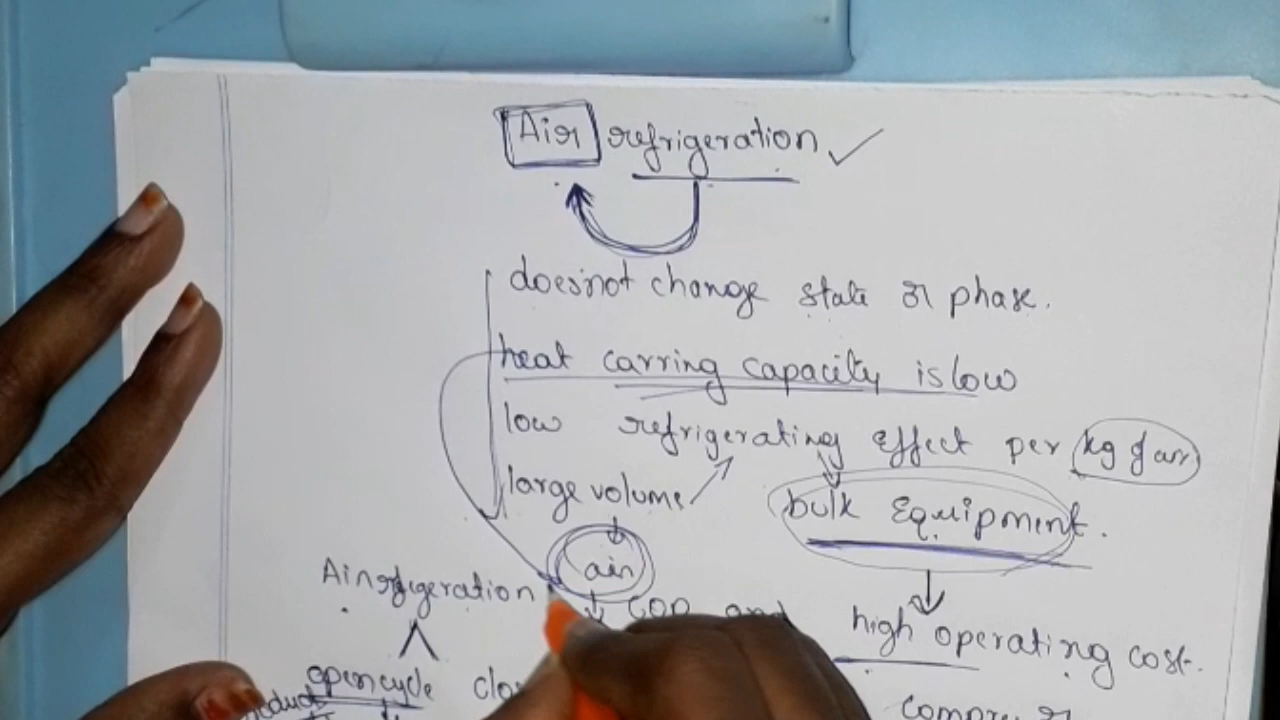 Air refrigeration
doesnot change state or phase.
heat carring capacity is low
low refrigerating effect per kg of air
large volume bulk Equipment.
air
Air refrigeration COP and
high operating cost.
open cycle